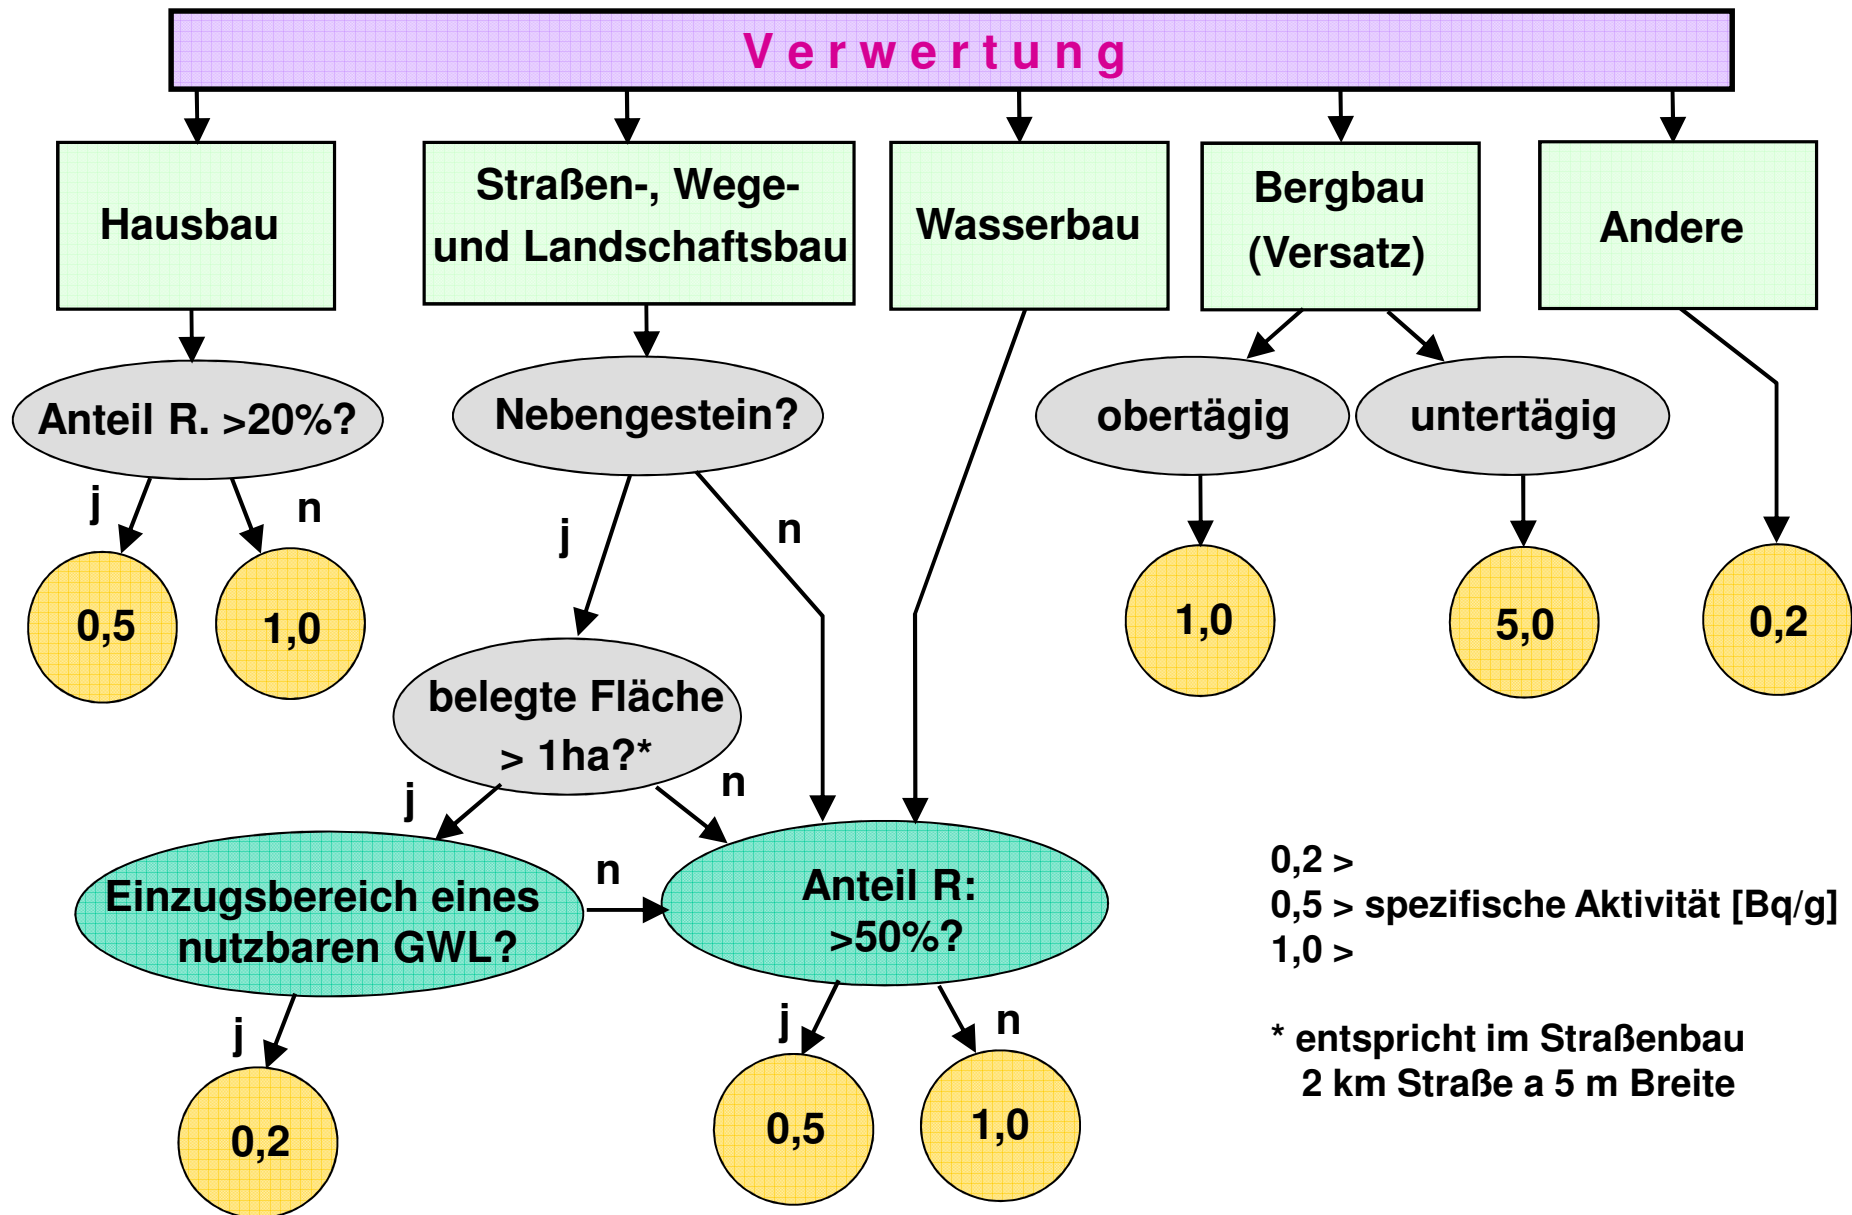 Verwertung
Hausbau
Straßen-, Wege-
und Landschaftsbau
Wasserbau
Bergbau
(Versatz)
Andere
Anteil R. >20%?
Nebengestein?
obertägig
untertägig
j
n
j
n
0,5
1,0
1,0
5,0
0,2
belegte Fläche
> 1ha?*
j
n
Einzugsbereich eines
nutzbaren GWL?
n
Anteil R:
>50%?
j
j
n
0,2
0,5
1,0
0,2 >
0,5 > spezifische Aktivität [Bq/g]
1,0 >
* entspricht im Straßenbau
2 km Straße a 5 m Breite